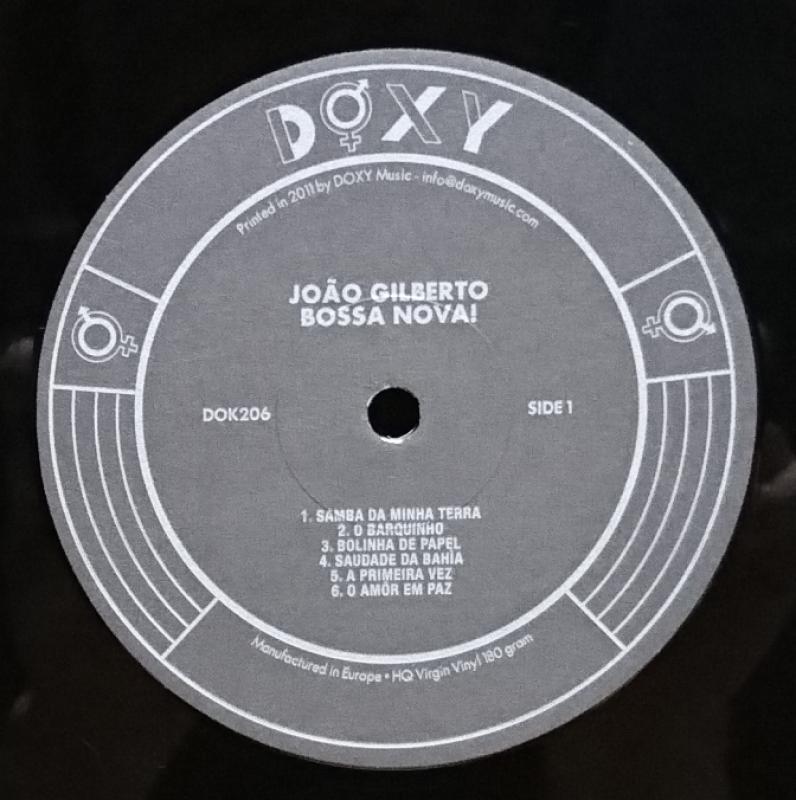 DOXY
Printed in 2011 by DOXY Music - info@doxymusic.com
JOÃO GILBERTO
BOSSA NOVA!
DOK206
SIDE 1
1. SAMBA DA MINHA TERRA
2. O BARQUINHO
3. BOLINHA DE PAPEL
4. SAUDADE DA BAHÍA
5. A PRIMEIRA VEZ
6. O AMÔR EM PAZ
Manufactured in Europe • HQ Virgin Vinyl 180 gram